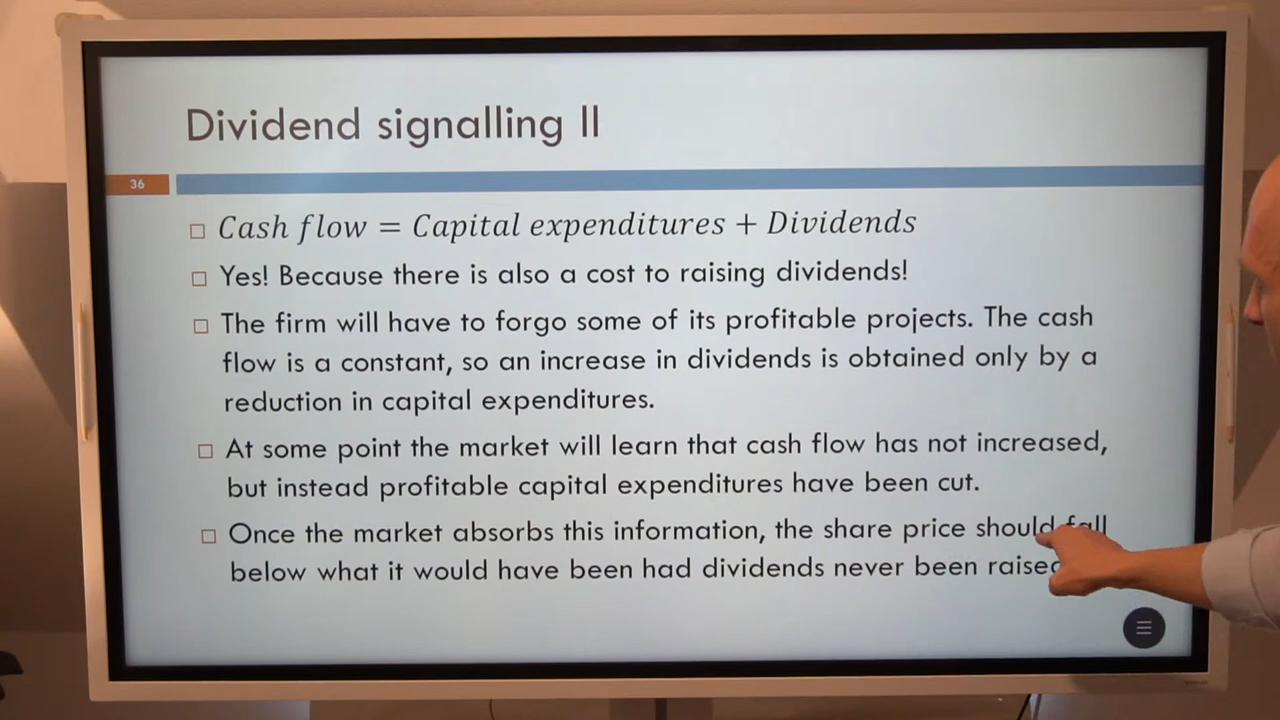 Dividend signalling II
36
Cash flow = Capital expenditures + Dividends
Yes! Because there is also a cost to raising dividends!
The firm will have to forgo some of its profitable projects. The cash
flow is a constant, so an increase in dividends is obtained only by a
reduction in capital expenditures.
At some point the market will learn that cash flow has not increased,
but instead profitable capital expenditures have been cut.
Once the market absorbs this information, the share price should fall
below what it would have been had dividends never been raised